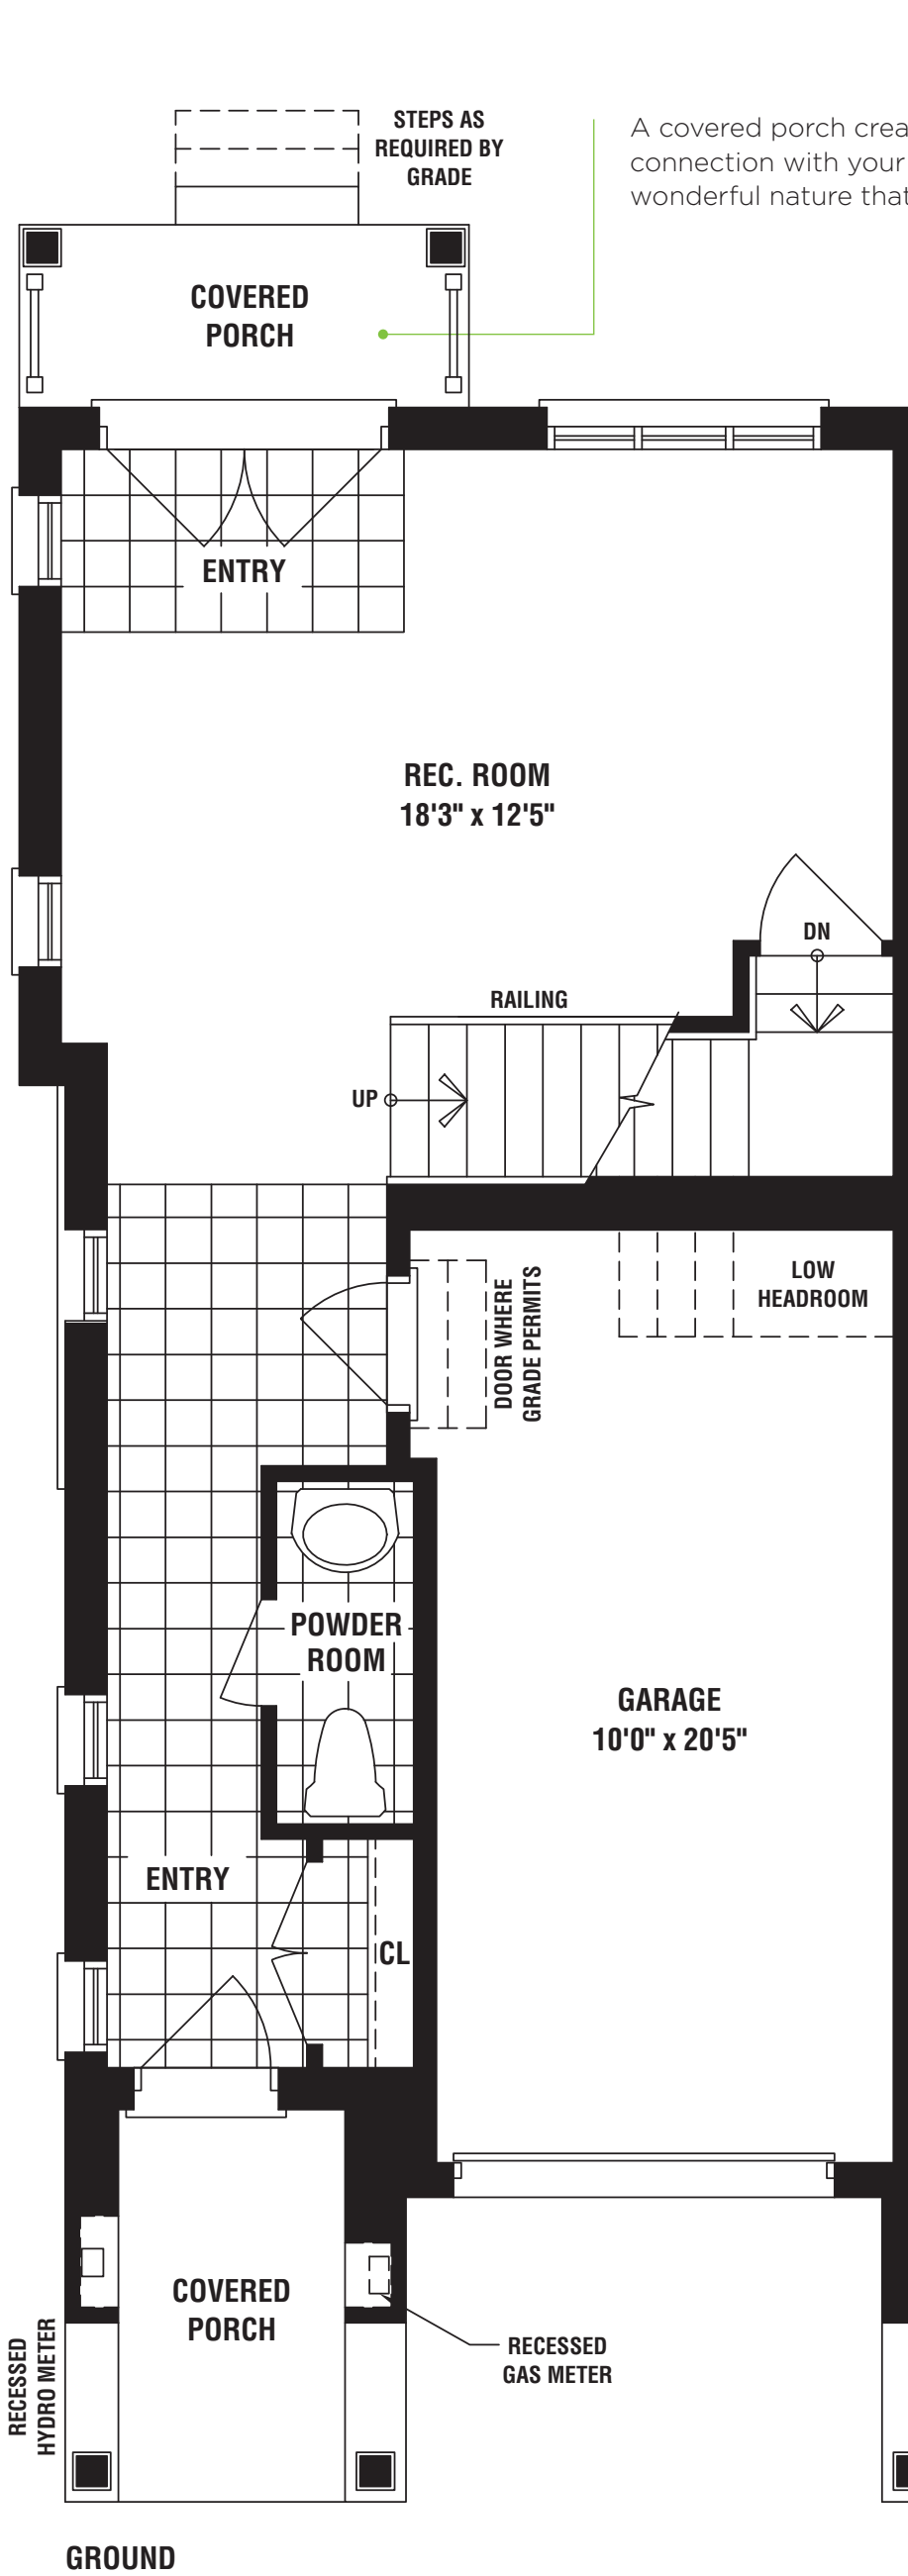 STEPS AS
REQUIRED BY
GRADE
A covered porch crea
connection with your
wonderful nature that
COVERED
PORCH
ENTRY
REC. ROOM
18'3" x 12'5"
DN
RAILING
UP
LOW
HEADROOM
DOOR WHERE
GRADE PERMITS
POWDER
ROOM
GARAGE
10'0" x 20'5"
ENTRY
CL
COVERED
PORCH
RECESSED
HYDRO METER
RECESSED
GAS METER
GROUND